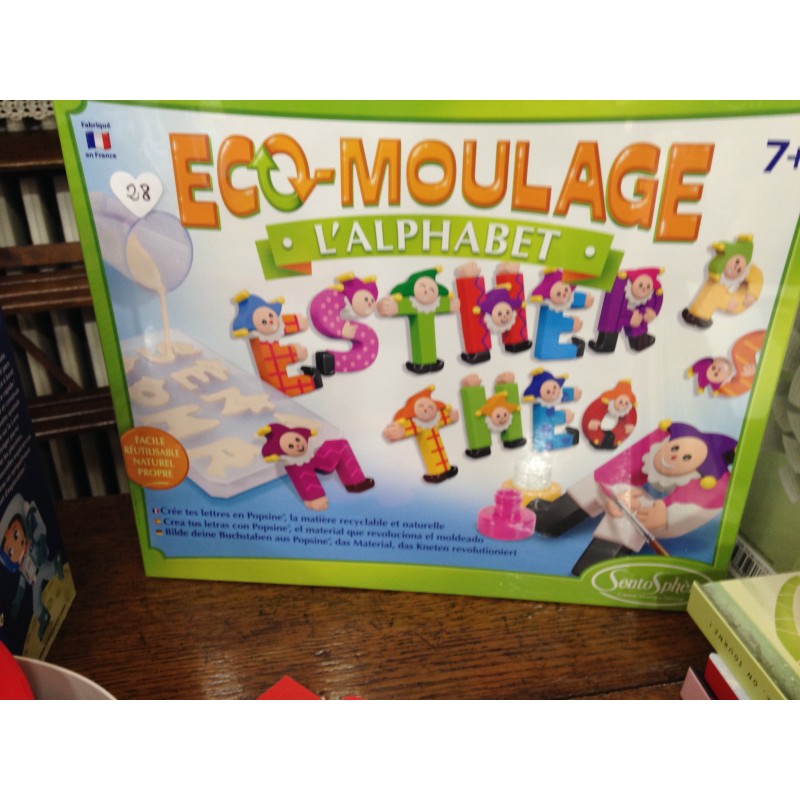 Fabriqué
en France
28
ECO-MOULAGE
7+
L'ALPHABET
ESTHER
THEO
FACILE
RÉUTILISABLE
NATUREL
PROPRE
Crée tes lettres en Popsine, la matière recyclable et naturelle
Crea tus letras con Popsine, el material que revoluciona el moldeado
Bilde deine Buchstaben aus Popsine, das Material, das Kneten revolutioniert
SentoSphère